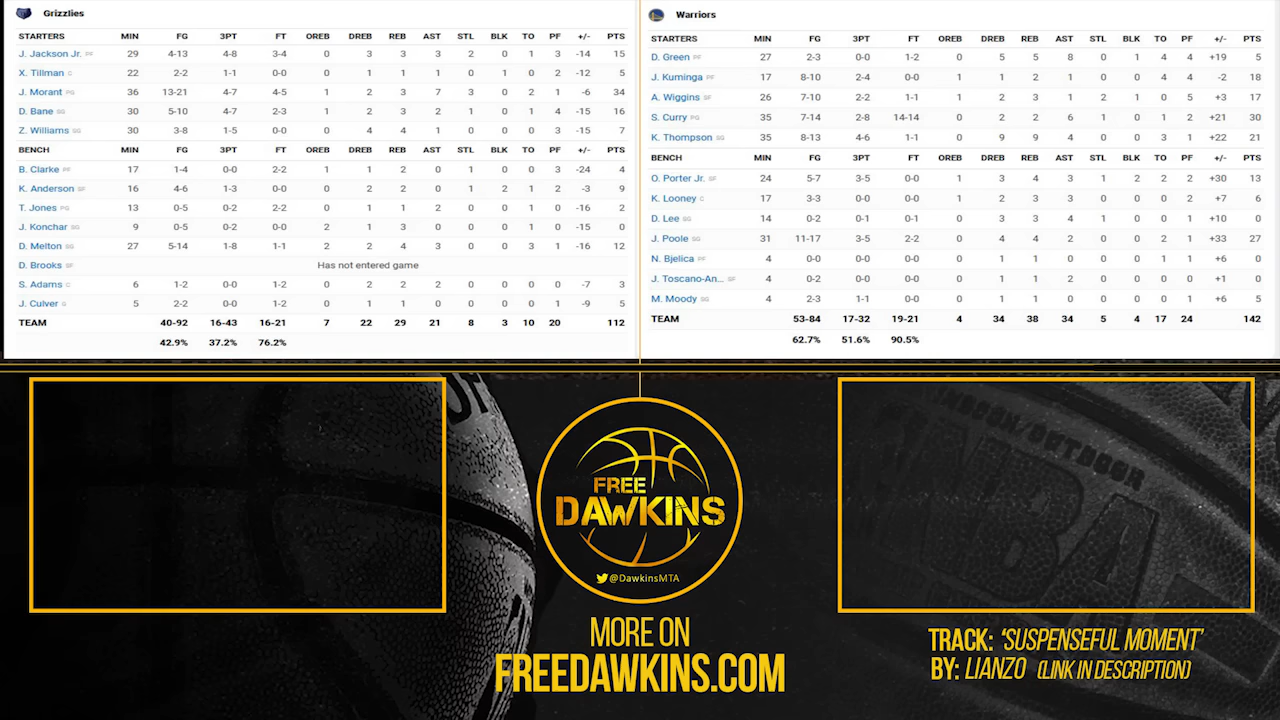 Grizzlies
STARTERS MIN FG 3PT FT OREB DREB REB AST STL BLK TO PF +/- PTS
J. Jackson Jr. PF 29 4-13 4-8 3-4 0 3 3 3 2 0 1 3 -14 15
X. Tillman C 22 2-2 1-1 0-0 0 1 1 1 0 1 0 2 -12 5
J. Morant PG 36 13-21 4-7 4-5 1 2 3 7 3 0 2 1 -6 34
D. Bane SG 30 5-10 4-7 2-3 1 2 3 2 1 0 1 4 -15 16
Z. Williams SG 30 3-8 1-5 0-0 0 4 4 1 0 0 0 3 -15 7
BENCH MIN FG 3PT FT OREB DREB REB AST STL BLK TO PF +/- PTS
B. Clarke PF 17 1-4 0-0 2-2 1 1 2 0 1 0 0 3 -24 4
K. Anderson SF 16 4-6 1-3 0-0 0 2 2 0 1 2 1 2 -3 9
T. Jones PG 13 0-5 0-2 2-2 0 1 1 2 0 0 1 0 -16 2
J. Konchar SG 9 0-5 0-2 0-0 2 1 3 1 0 0 1 0 -15 0
D. Melton SG 27 5-14 1-8 1-1 2 2 4 3 0 0 3 1 -16 12
D. Brooks SF Has not entered game
S. Adams C 6 1-2 0-0 1-2 0 2 2 2 0 0 0 0 -7 3
J. Culver G 5 2-2 0-0 1-2 0 1 1 0 0 0 0 1 -9 5
TEAM 40-92 16-43 16-21 7 22 29 21 8 3 10 20 112
42.9% 37.2% 76.2%
Warriors
STARTERS MIN FG 3PT FT OREB DREB REB AST STL BLK TO PF +/- PTS
D. Green PF 27 2-3 0-0 1-2 0 5 5 8 0 1 4 4 +19 5
J. Kuminga PF 17 8-10 2-4 0-0 1 1 2 1 0 0 4 4 -2 18
A. Wiggins SF 26 7-10 2-2 1-1 1 2 3 1 2 1 0 5 +3 17
S. Curry PG 35 7-14 2-8 14-14 0 2 2 6 1 0 1 2 +21 30
K. Thompson SG 35 8-13 4-6 1-1 0 9 9 4 0 0 3 1 +22 21
BENCH MIN FG 3PT FT OREB DREB REB AST STL BLK TO PF +/- PTS
O. Porter Jr. SF 24 5-7 3-5 0-0 1 3 4 3 1 2 2 2 +30 13
K. Looney C 17 3-3 0-0 0-0 1 2 3 3 0 0 0 2 +7 6
D. Lee SG 14 0-2 0-1 0-1 0 3 3 4 1 0 0 0 +10 0
J. Poole SG 31 11-17 3-5 2-2 0 4 4 2 0 0 2 1 +33 27
N. Bjelica PF 4 0-0 0-0 0-0 0 1 1 0 0 0 1 1 +6 0
J. Toscano-An... SF 4 0-2 0-0 0-0 0 1 1 2 0 0 0 0 +1 0
M. Moody SG 4 2-3 1-1 0-0 0 1 1 0 0 0 0 1 +6 5
TEAM 53-84 17-32 19-21 4 34 38 34 5 4 17 24 142
62.7% 51.6% 90.5%
INDOOR/OUTDOOR
NBA
FREE
DAWKINS
@DawkinsMTA
MORE ON
FREEDAWKINS.COM
TRACK: 'SUSPENSEFUL MOMENT'
BY: LIANZO (LINK IN DESCRIPTION)